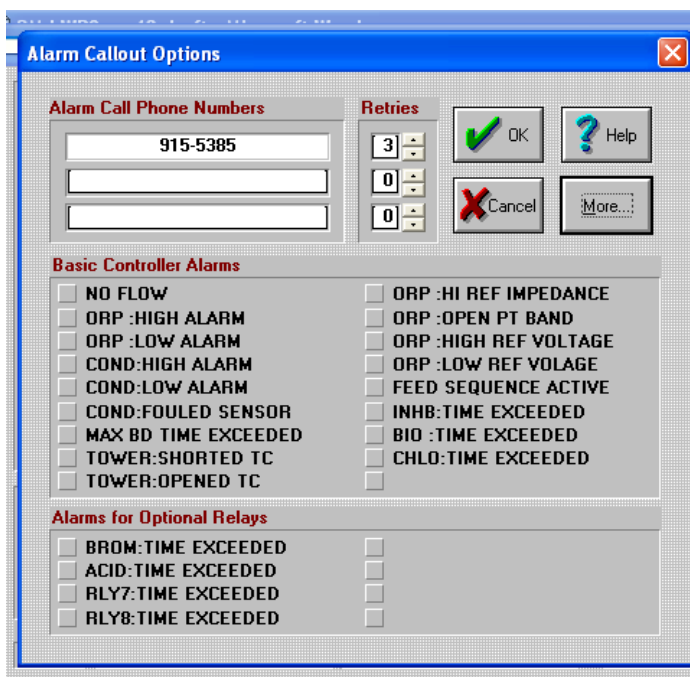 Alarm Callout Options
Alarm Call Phone Numbers
Retries
915-5385
3
0
0
OK
Help
Cancel
More...
Basic Controller Alarms
NO FLOW
ORP :HIGH ALARM
ORP :LOW ALARM
COND:HIGH ALARM
COND:LOW ALARM
COND:FOULED SENSOR
MAX BD TIME EXCEEDED
TOWER:SHORTED TC
TOWER:OPENED TC
ORP :HI REF IMPEDANCE
ORP :OPEN PT BAND
ORP :HIGH REF VOLTAGE
ORP :LOW REF VOLAGE
FEED SEQUENCE ACTIVE
INHB:TIME EXCEEDED
BIO :TIME EXCEEDED
CHLO:TIME EXCEEDED
Alarms for Optional Relays
BROM:TIME EXCEEDED
ACID:TIME EXCEEDED
RLY7:TIME EXCEEDED
RLY8:TIME EXCEEDED